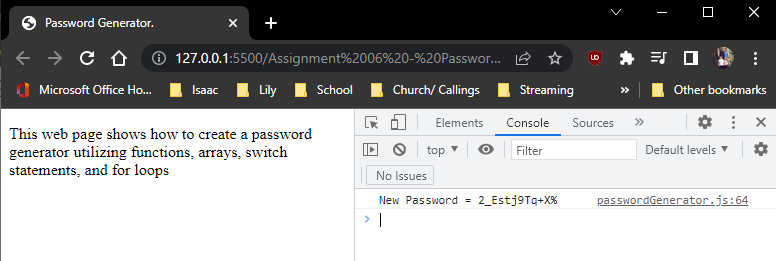 Password Generator.
127.0.0.1:5500/Assignment%2006%20-%20Passwor...
Microsoft Office Ho... Isaac Lily School Church/ Callings Streaming » Other bookmarks
Elements Console Sources »
This web page shows how to create a password
generator utilizing functions, arrays, switch
statements, and for loops
top Filter Default levels
No Issues
New Password = 2_Estj9Tq+X% passwordGenerator.js:64